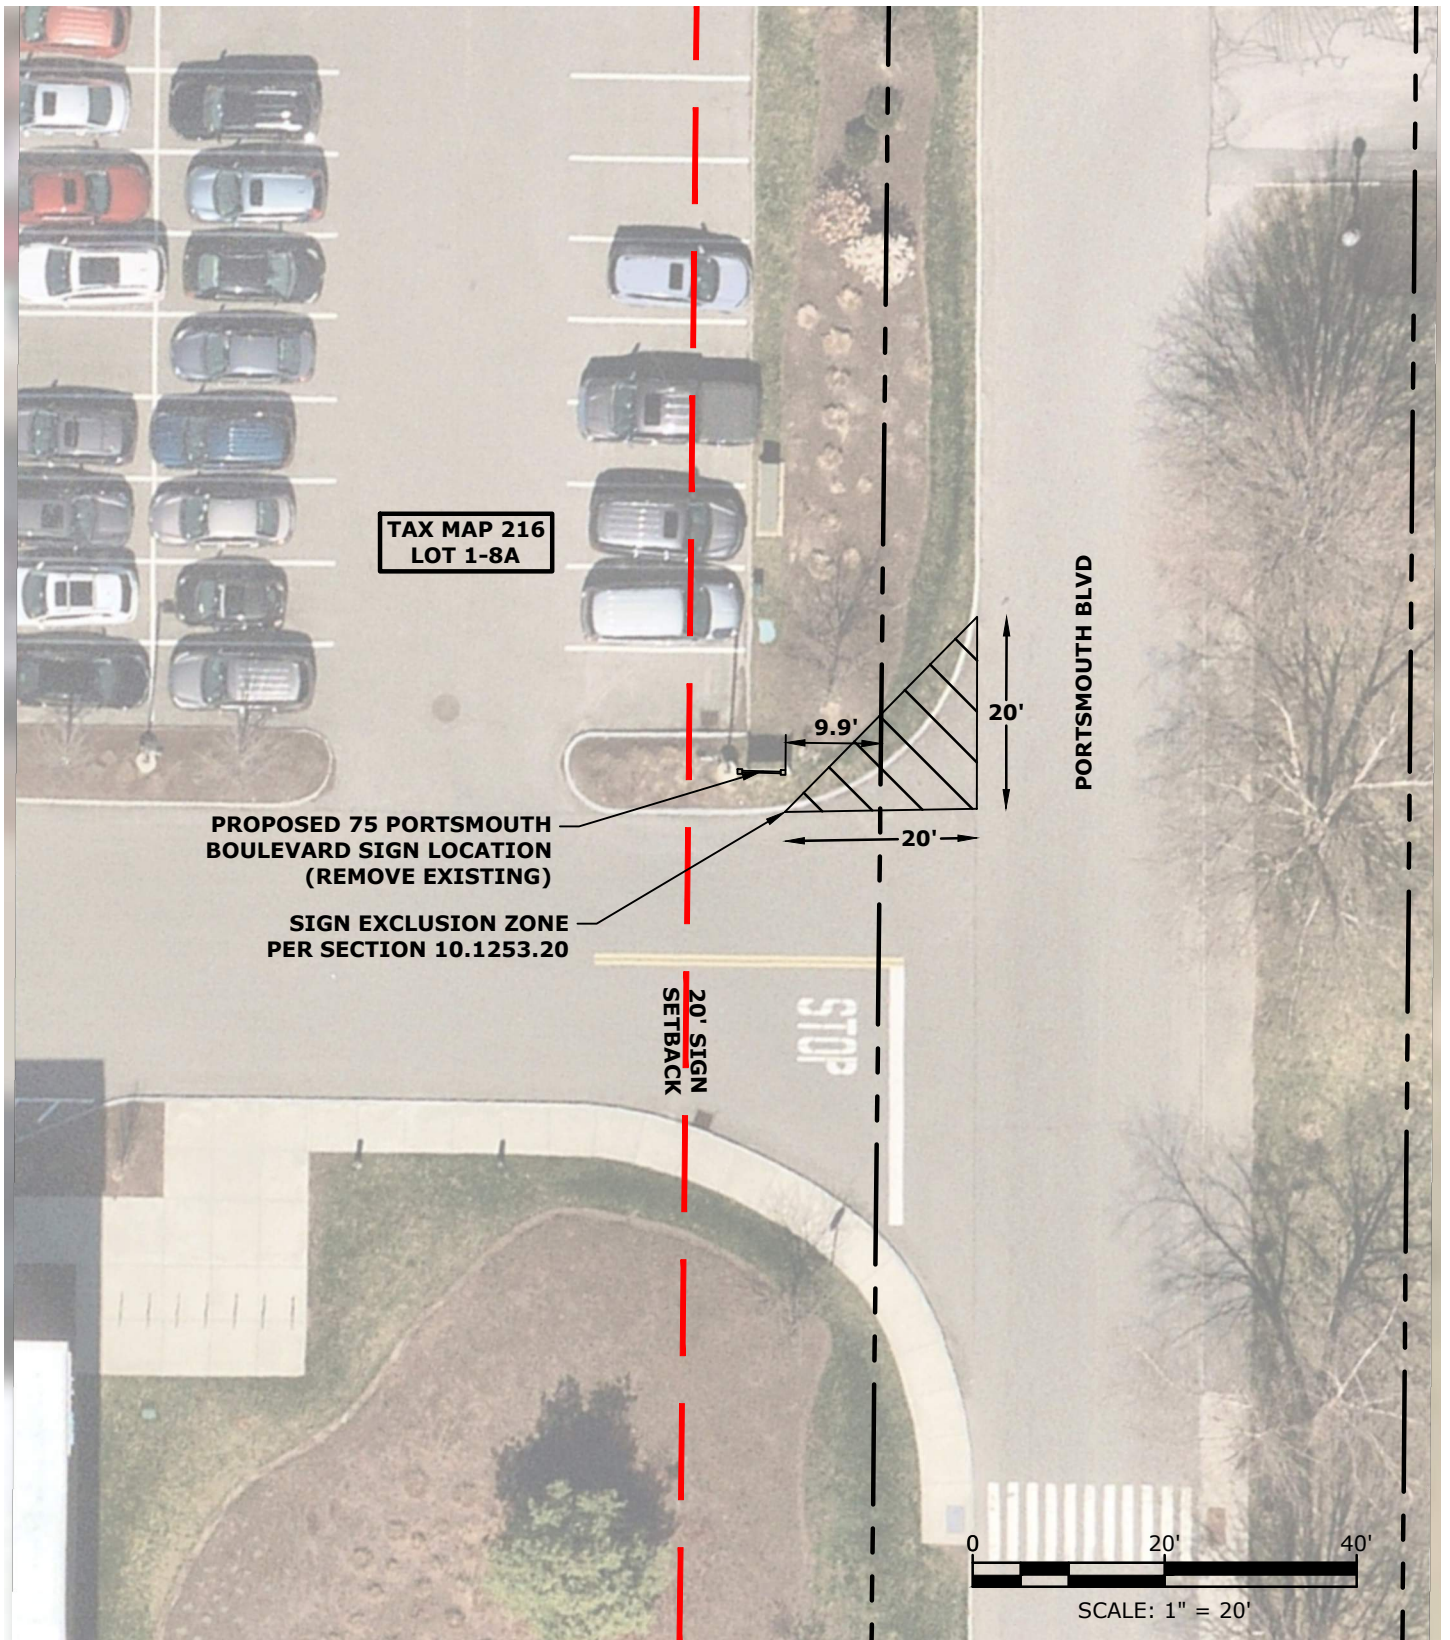 TAX MAP 216
LOT 1-8A
PORTSMOUTH BLVD
20'
9.9'
20'
PROPOSED 75 PORTSMOUTH
BOULEVARD SIGN LOCATION
(REMOVE EXISTING)
SIGN EXCLUSION ZONE
PER SECTION 10.1253.20
20' SIGN
SETBACK
STOP
0 20' 40'
SCALE: 1" = 20'